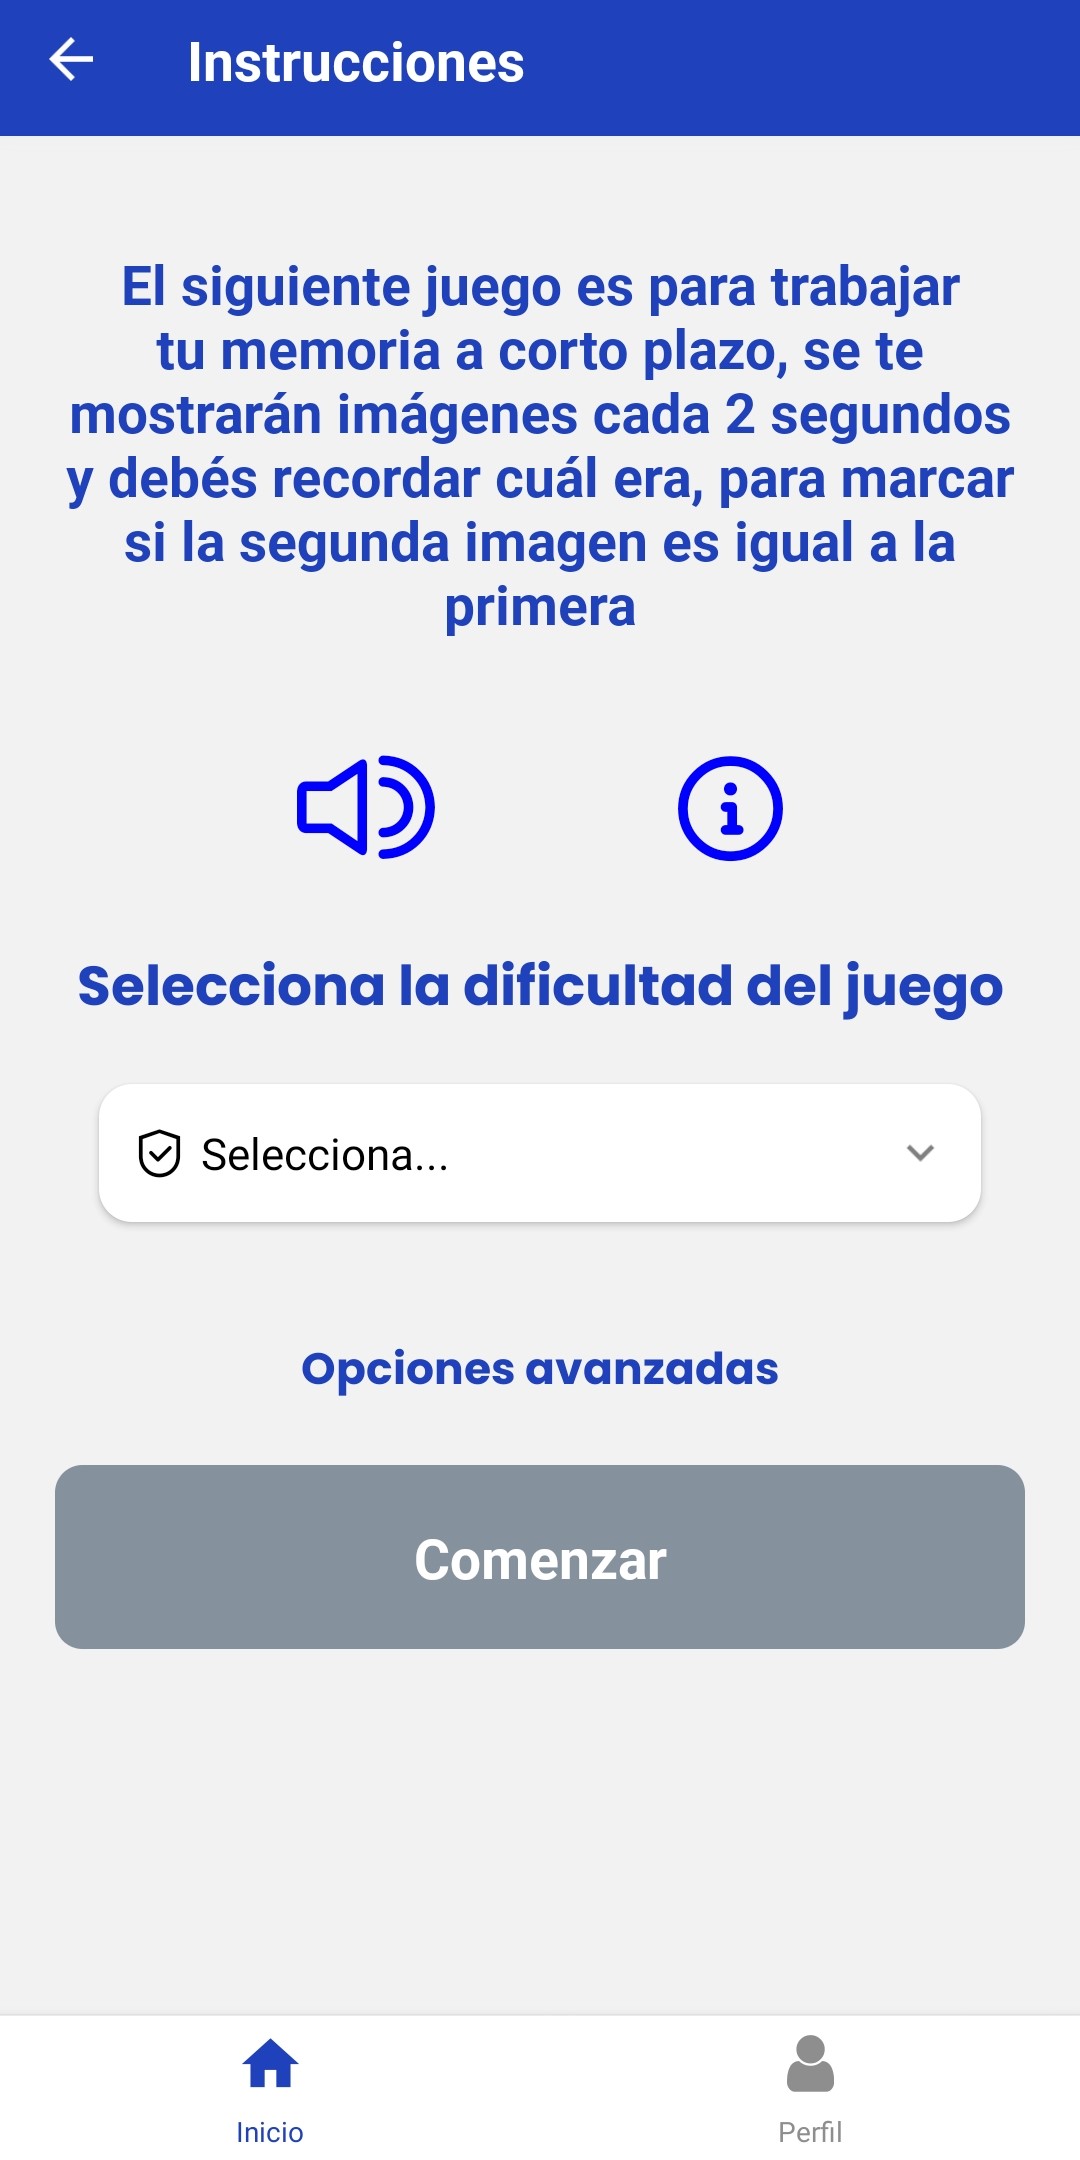 Instrucciones
El siguiente juego es para trabajar
tu memoria a corto plazo, se te
mostrarán imágenes cada 2 segundos
y debés recordar cuál era, para marcar
si la segunda imagen es igual a la
primera
Selecciona la dificultad del juego
Selecciona...
Opciones avanzadas
Comenzar
Inicio
Perfil